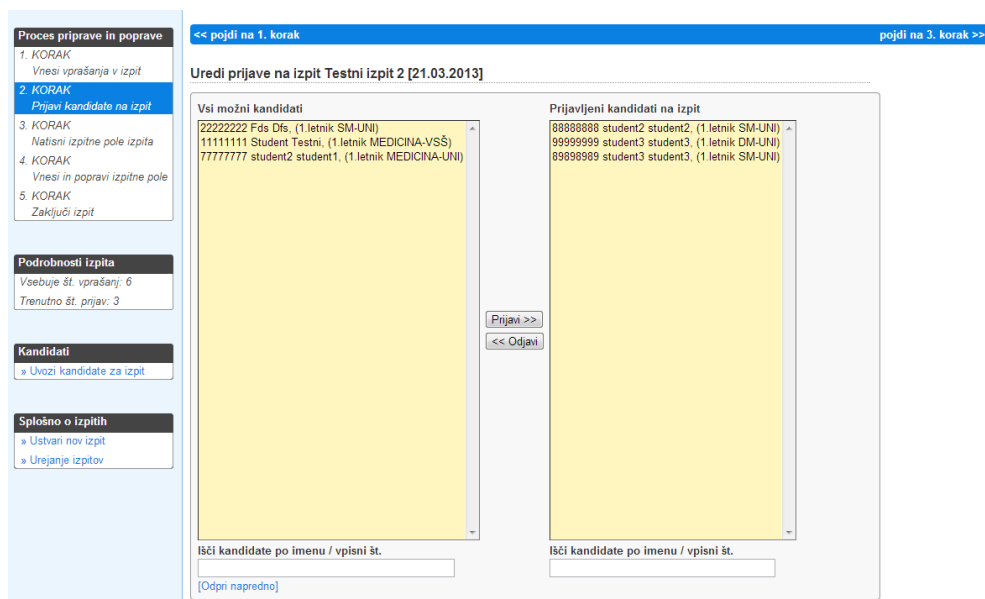 Proces priprave in poprave
1. KORAK
Vnesi vprašanja v izpit
2. KORAK
Prijavi kandidate na izpit
3. KORAK
Natisni izpitne pole izpita
4. KORAK
Vnesi in popravi izpitne pole
5. KORAK
Zaključi izpit
Podrobnosti izpita
Vsebuje št. vprašanj: 6
Trenutno št. prijav: 3
Kandidati
» Uvozi kandidate za izpit
Splošno o izpitih
» Ustvari nov izpit
» Urejanje izpitov
<< pojdi na 1. korak
pojdi na 3. korak >>
Uredi prijave na izpit Testni izpit 2 [21.03.2013]
Vsi možni kandidati
22222222 Fds Dfs, (1.letnik SM-UNI)
11111111 Student Testni, (1.letnik MEDICINA-VSŠ)
77777777 student2 student1, (1.letnik MEDICINA-UNI)
Išči kandidate po imenu / vpisni št.
[Odpri napredno]
Prijavi >>
<< Odjavi
Prijavljeni kandidati na izpit
88888888 student2 student2, (1.letnik SM-UNI)
99999999 student3 student3, (1.letnik DM-UNI)
89898989 student3 student3, (1.letnik SM-UNI)
Išči kandidate po imenu / vpisni št.